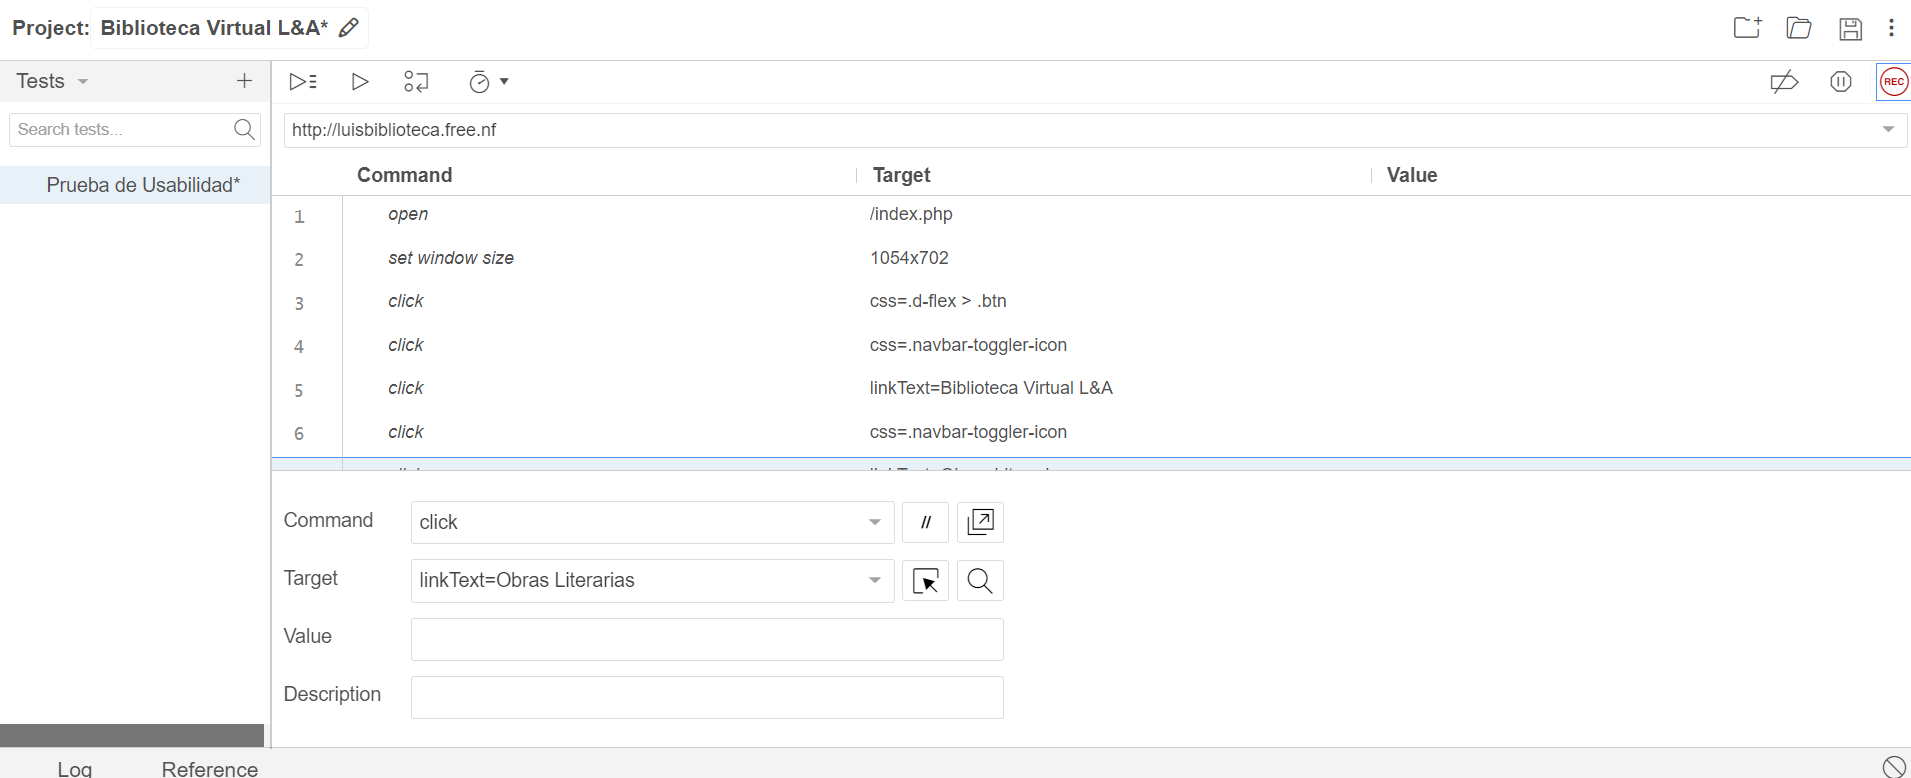 Project: Biblioteca Virtual L&A*
Tests
Search tests...
Prueba de Usabilidad*
REC
http://luisbiblioteca.free.nf
Command Target Value
1 open /index.php
2 set window size 1054x702
3 click css=.d-flex > .btn
4 click css=.navbar-toggler-icon
5 click linkText=Biblioteca Virtual L&A
6 click css=.navbar-toggler-icon
Command click //
Target linkText=Obras Literarias
Value
Description
Log Reference